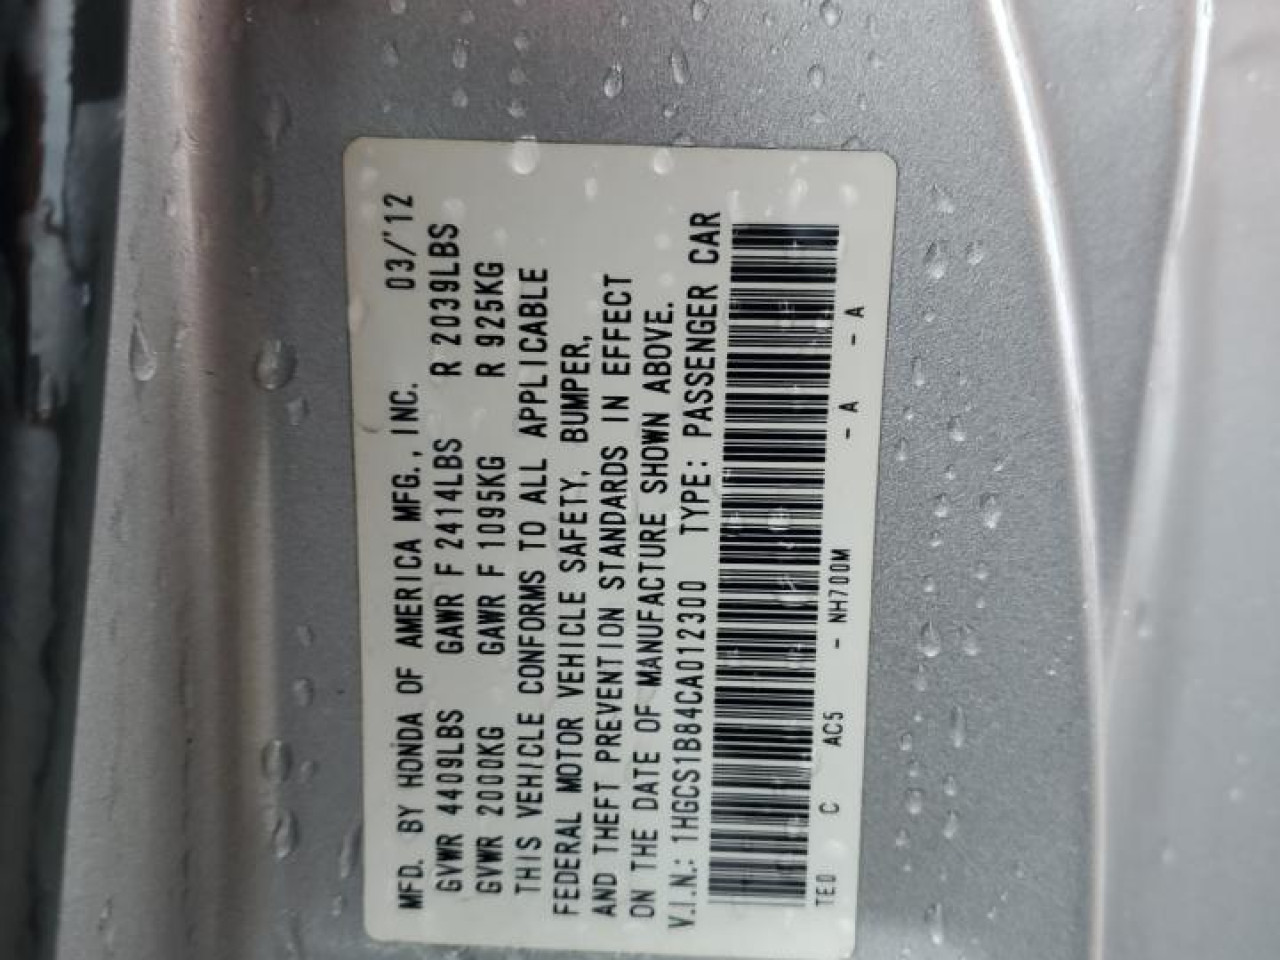 MFD. BY HONDA OF AMERICA MFG., INC. 03/'12
GVWR 4409LBS GAWR F 2414LBS R 2039LBS
GVWR 2000KG GAWR F 1095KG R 925KG
THIS VEHICLE CONFORMS TO ALL APPLICABLE
FEDERAL MOTOR VEHICLE SAFETY, BUMPER,
AND THEFT PREVENTION STANDARDS IN EFFECT
ON THE DATE OF MANUFACTURE SHOWN ABOVE.
V.I.N.: 1HGCS1B84CA012300 TYPE: PASSENGER CAR
TE0 C AC5 - NH700M - A - A